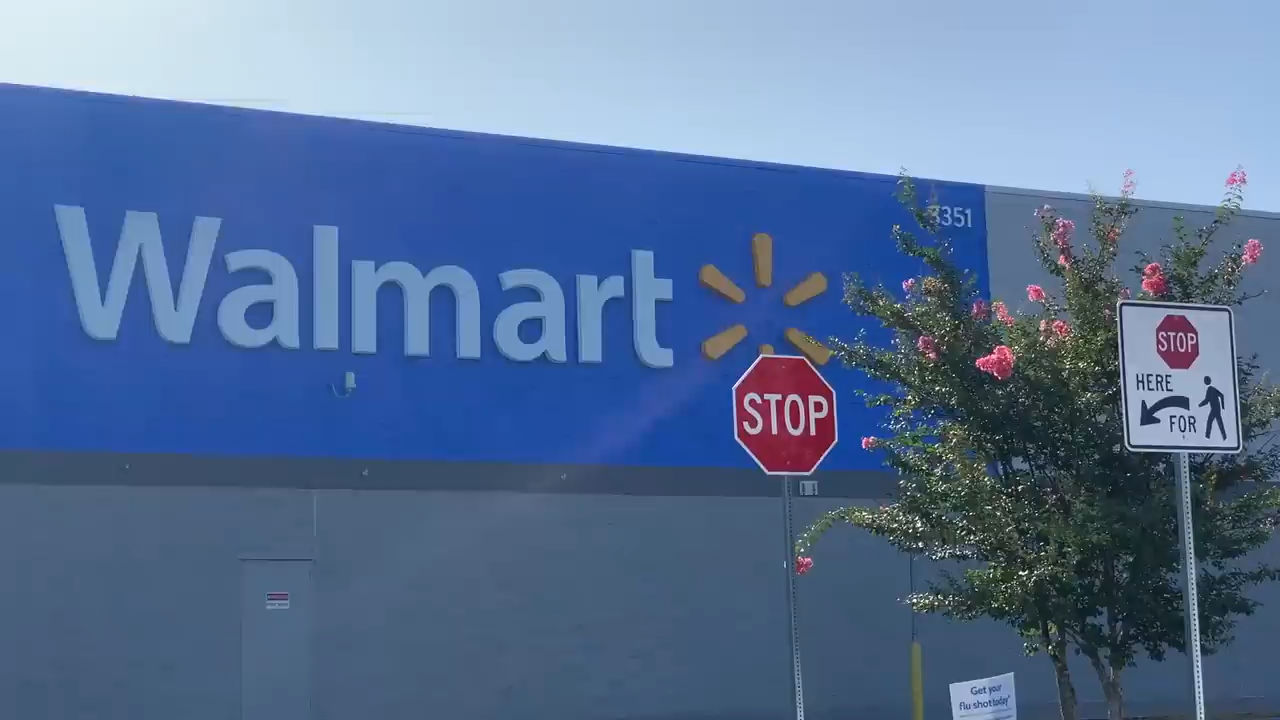 Walmart
3351
STOP
STOP
HERE
FOR
Get your
flu shot today*